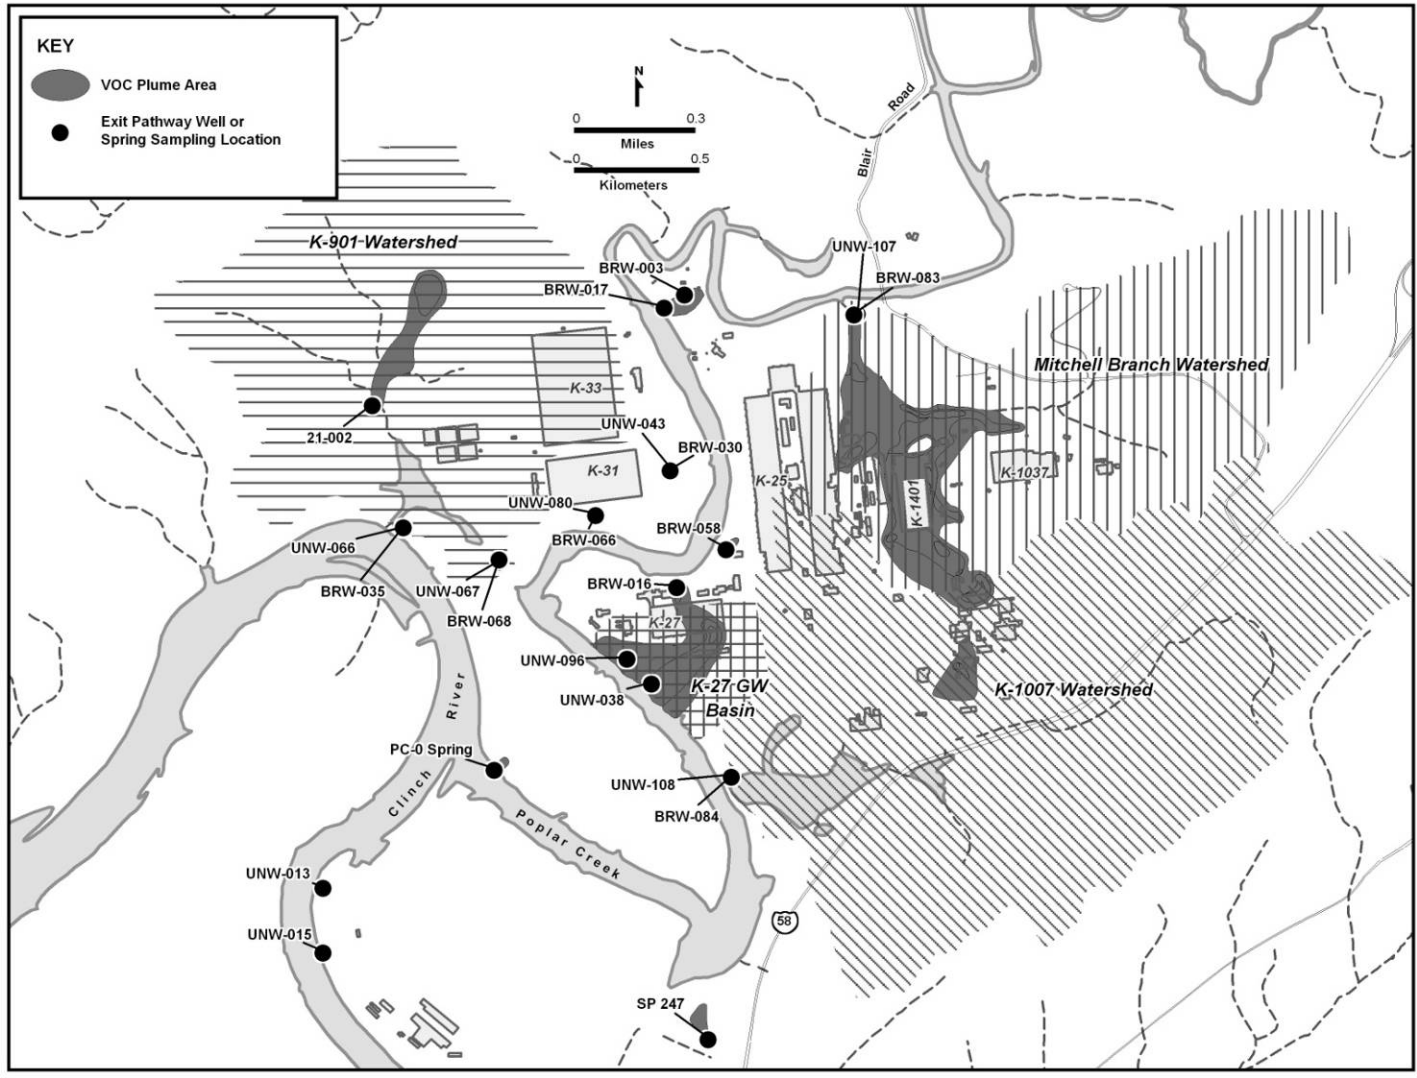 KEY
VOC Plume Area
Exit Pathway Well or
Spring Sampling Location
N
0 0.3
Miles
0 0.5
Kilometers
Blair Road
K-901 Watershed
BRW-003
BRW-017
UNW-107
BRW-083
Mitchell Branch Watershed
K-33
21-002
UNW-043
BRW-030
K-31
K-25
K-1037
K-1401
UNW-080
BRW-066
BRW-058
UNW-066
BRW-035
UNW-067
BRW-068
BRW-016
K-27
UNW-096
UNW-038
K-27 GW
Basin
K-1007 Watershed
Clinch River
PC-0 Spring
UNW-108
BRW-084
Poplar Creek
UNW-013
UNW-015
58
SP 247